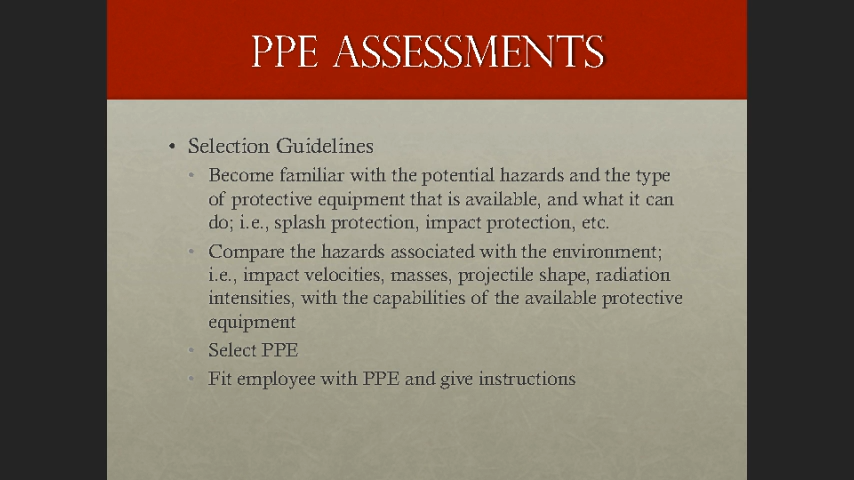 PPE ASSESSMENTS
• Selection Guidelines
• Become familiar with the potential hazards and the type
of protective equipment that is available, and what it can
do; i.e., splash protection, impact protection, etc.
• Compare the hazards associated with the environment;
i.e., impact velocities, masses, projectile shape, radiation
intensities, with the capabilities of the available protective
equipment
• Select PPE
• Fit employee with PPE and give instructions